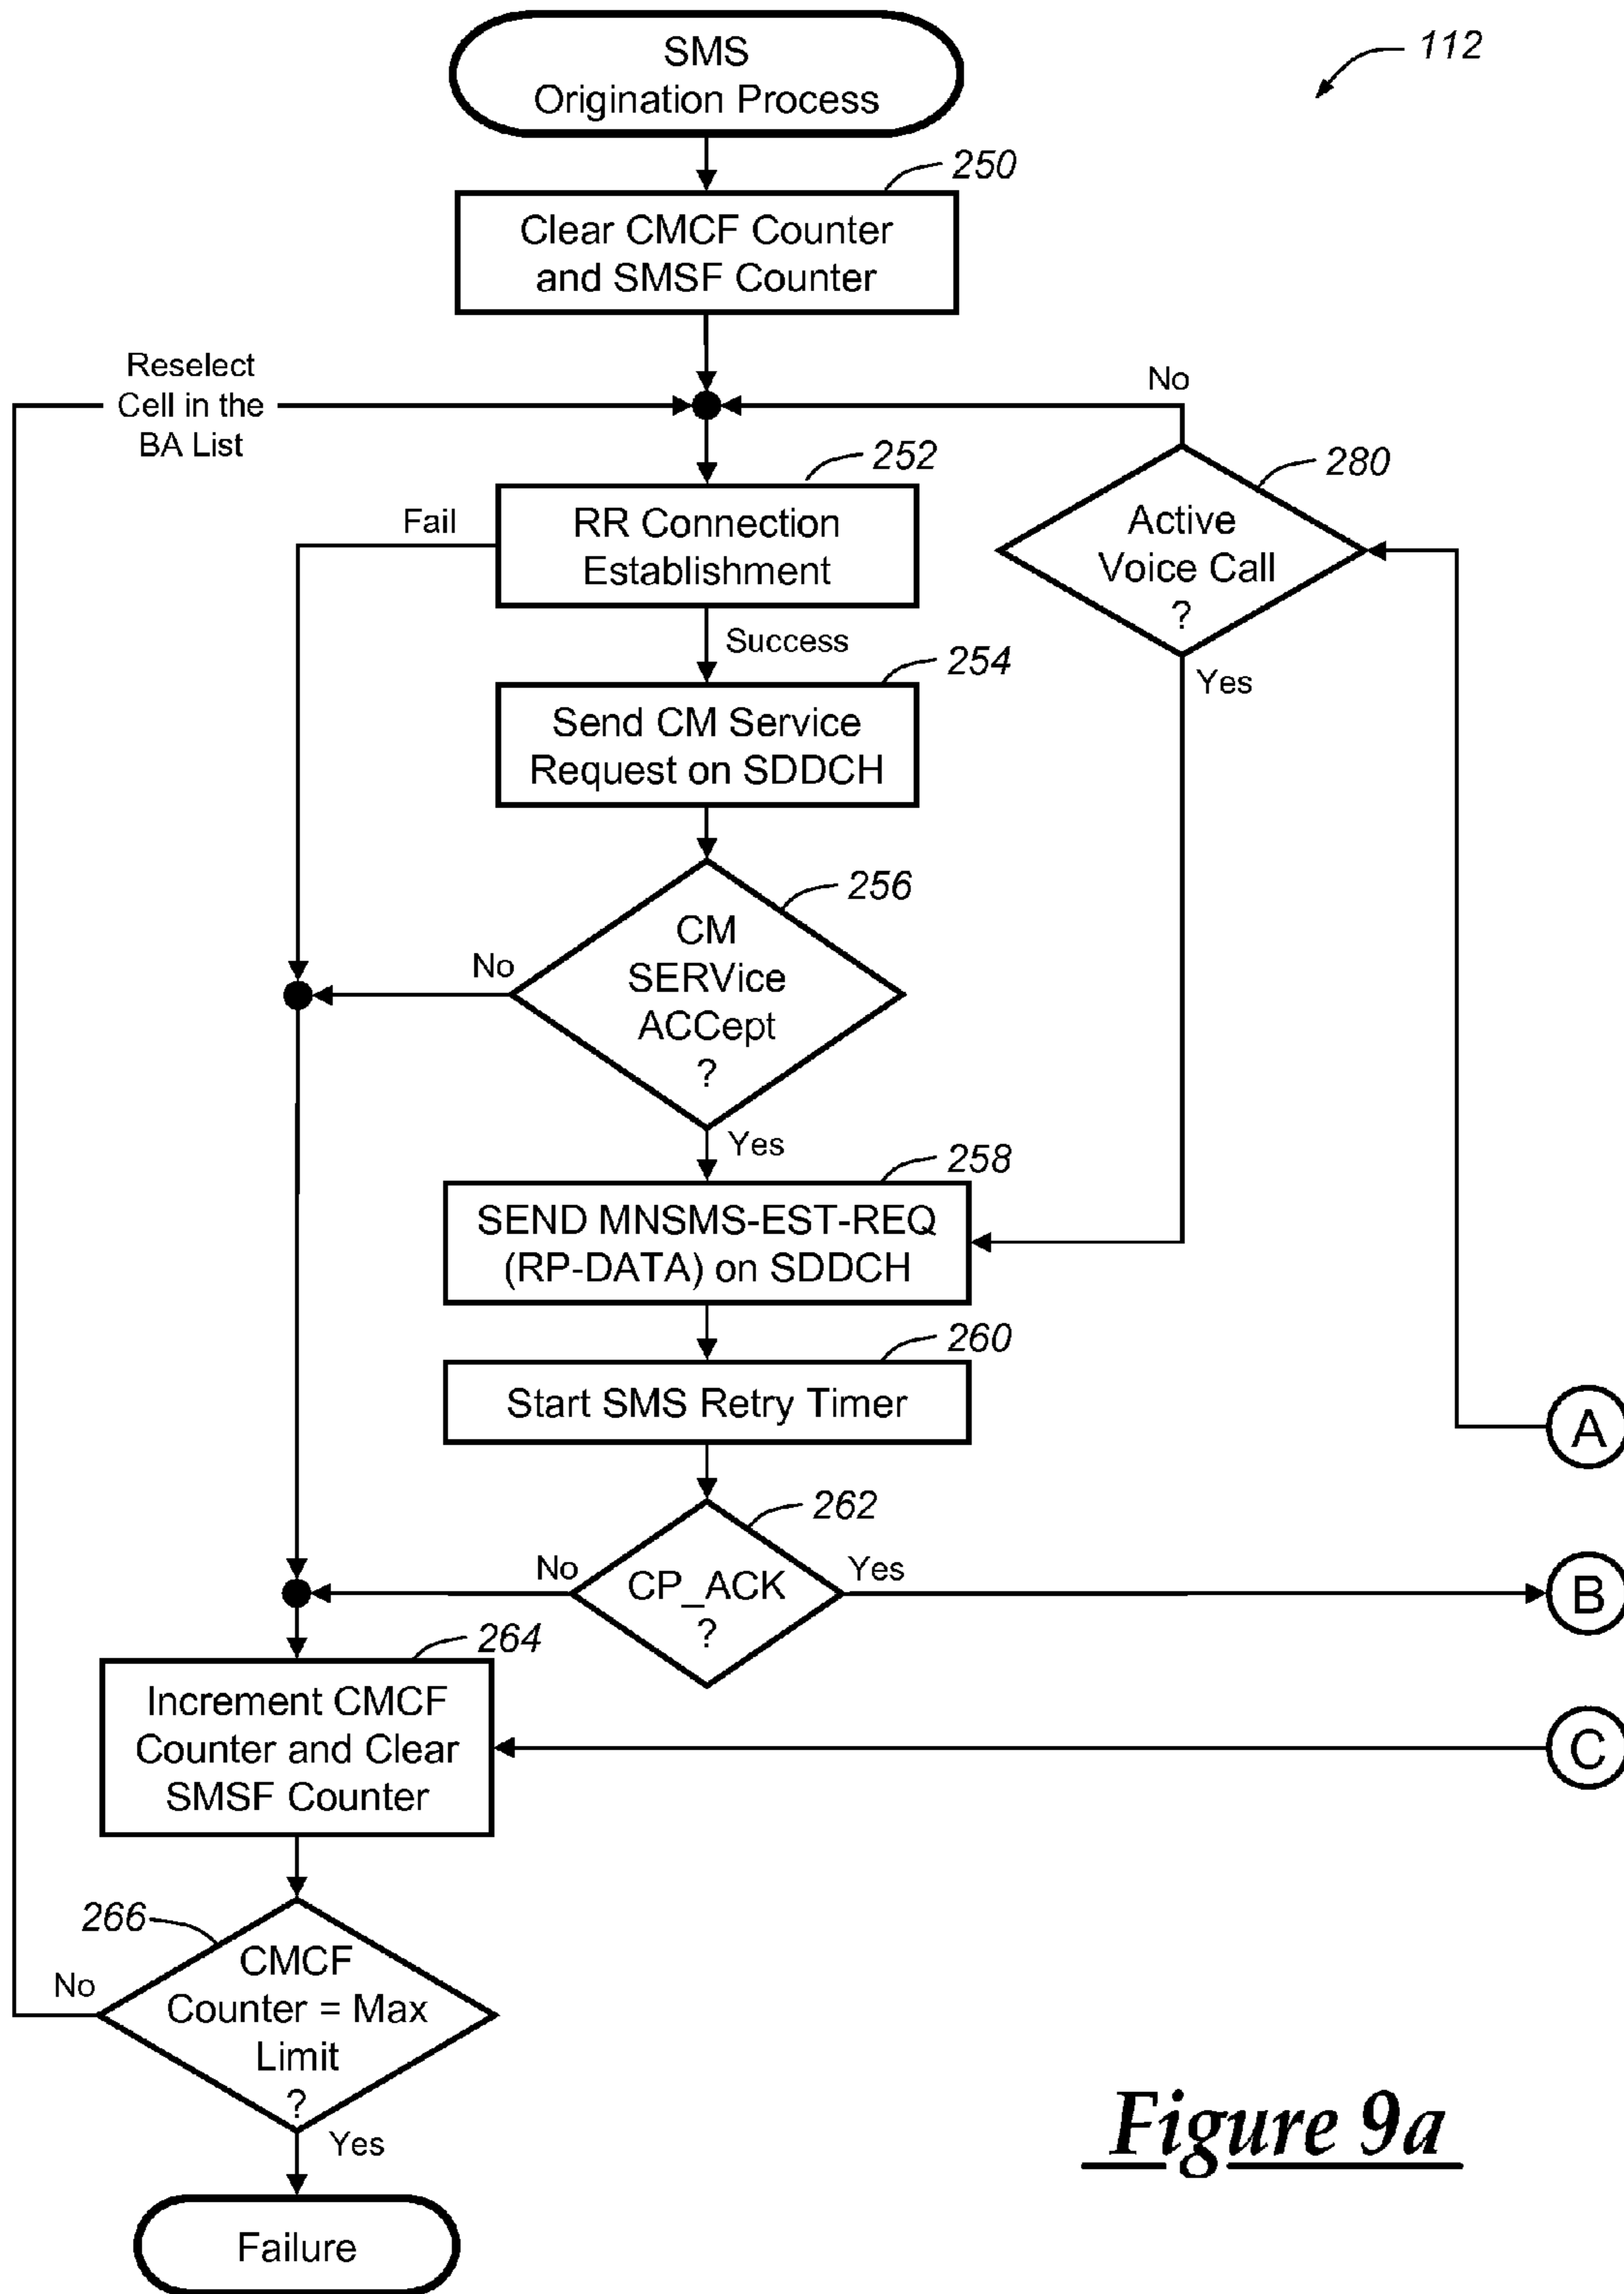 SMS
Origination Process
112
250
Clear CMCF Counter
and SMSF Counter
Reselect
Cell in the
BA List
No
252
RR Connection
Establishment
Fail
280
Active
Voice Call
?
Success
Yes
254
Send CM Service
Request on SDDCH
256
CM
SERVice
ACCept
?
No
Yes
258
SEND MNSMS-EST-REQ
(RP-DATA) on SDDCH
260
Start SMS Retry Timer
A
262
CP_ACK
?
No
Yes
B
264
Increment CMCF
Counter and Clear
SMSF Counter
C
266
CMCF
Counter = Max
Limit
?
No
Yes
Failure
Figure 9a